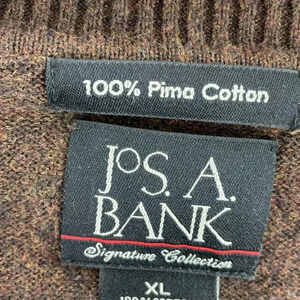 100% Pima Cotton
JOS. A.
BANK
Signature Collection
XL